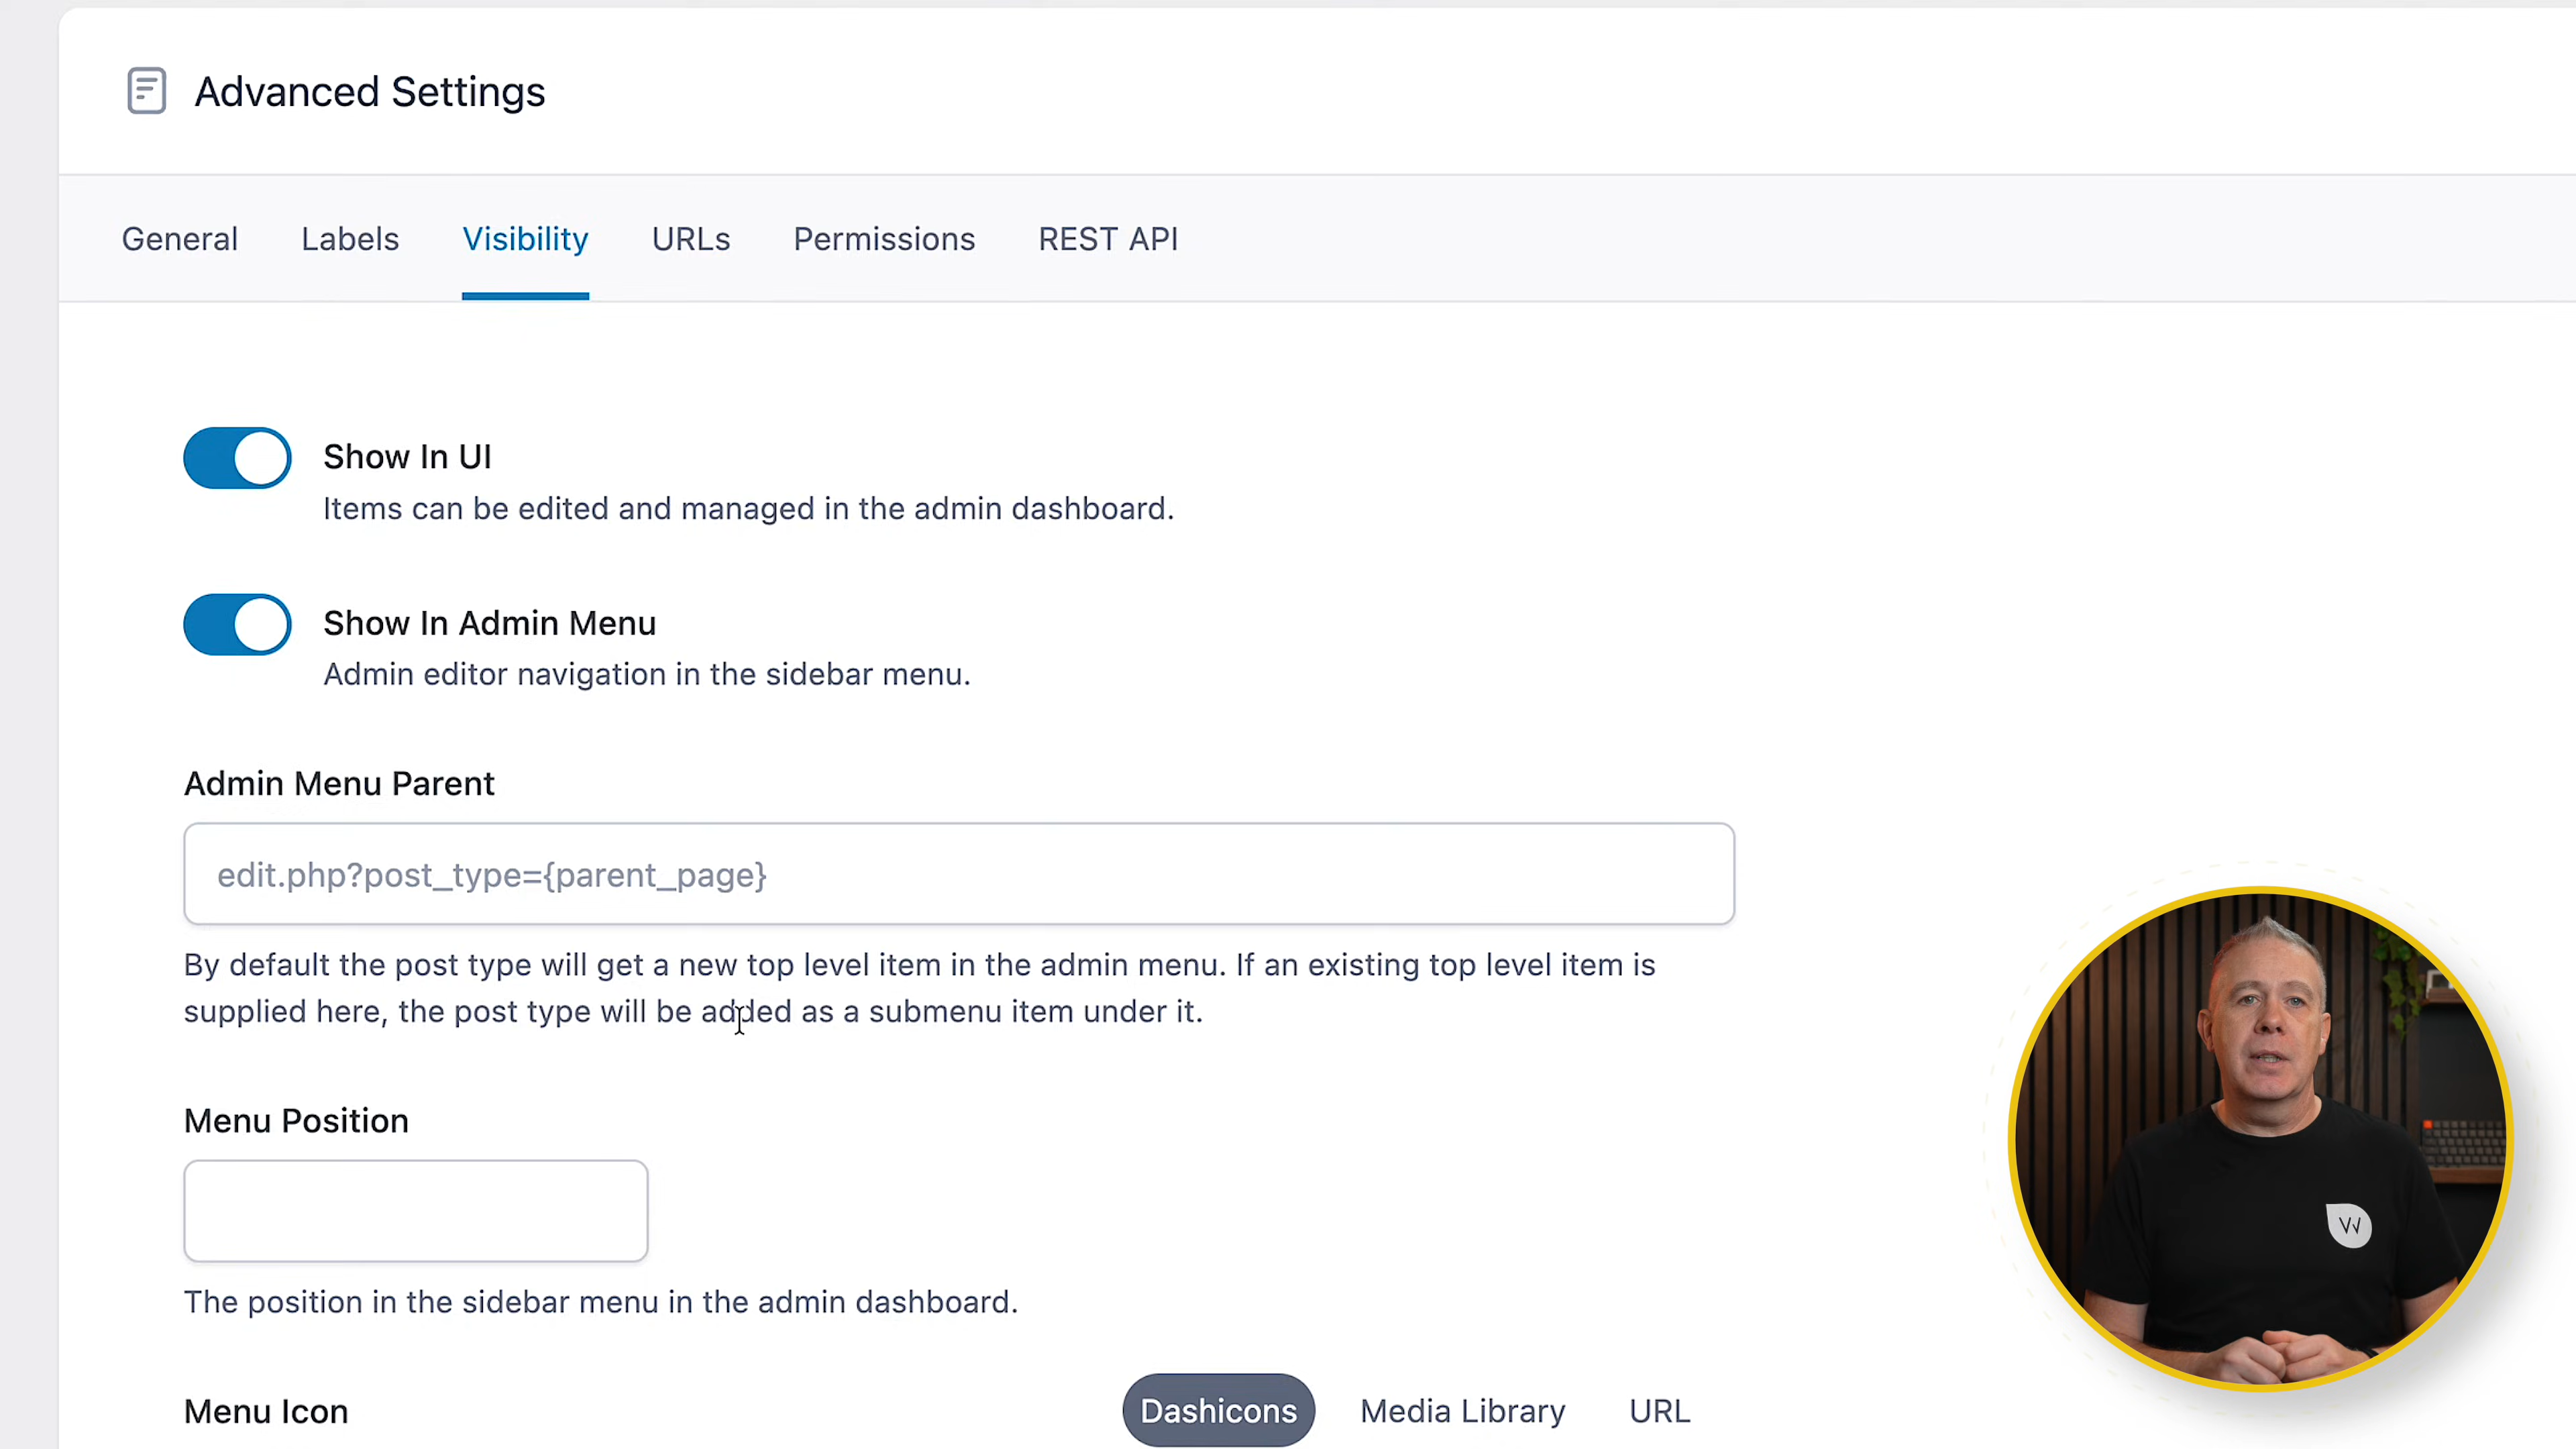 Advanced Settings
General Labels Visibility URLs Permissions REST API
Show In UI
Items can be edited and managed in the admin dashboard.
Show In Admin Menu
Admin editor navigation in the sidebar menu.
Admin Menu Parent
edit.php?post_type={parent_page}
By default the post type will get a new top level item in the admin menu. If an existing top level item is
supplied here, the post type will be added as a submenu item under it.
Menu Position
The position in the sidebar menu in the admin dashboard.
Menu Icon Dashicons Media Library URL
W